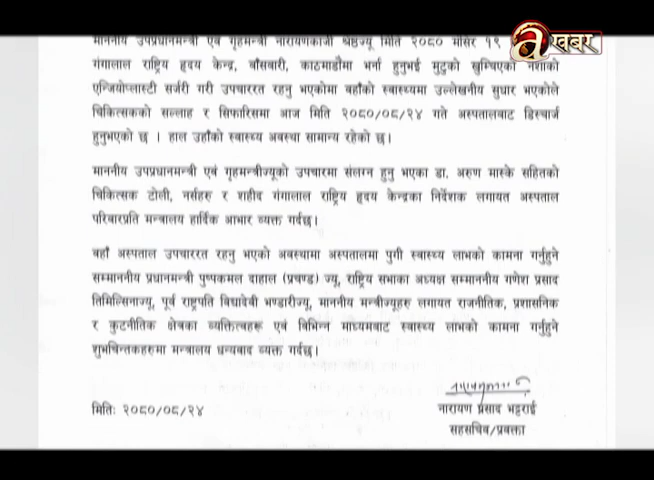 aखबर
माननीय उपप्रधानमन्त्री एवं गृहमन्त्री नारायणकाजी श्रेष्ठज्यू मिति २०८० मंसिर १९
गंगालाल राष्ट्रिय हृदय केन्द्र, बाँसबारी, काठमाडौंमा भर्ना हुनुभई मुटुको खुम्चिएको नशाको
एन्जियोप्लास्टी सर्जरी गरी उपचाररत रहनु भएकोमा वहाँको स्वास्थ्यमा उल्लेखनीय सुधार भएकोले
चिकित्सकको सल्लाह र सिफारिसमा आज मिति २०८०/०८/२४ गते अस्पतालबाट डिस्चार्ज
हुनुभएको छ । हाल उहाँको स्वास्थ्य अवस्था सामान्य रहेको छ।
माननीय उपप्रधानमन्त्री एवं गृहमन्त्रीज्यूको उपचारमा संलग्न हुनु भएका डा. अरुण मास्के सहितको
चिकित्सक टोली, नर्सहरु र शहीद गंगालाल राष्ट्रिय हृदय केन्द्रका निर्देशक लगायत अस्पताल
परिवारप्रति मन्त्रालय हार्दिक आभार व्यक्त गर्दछ।
वहाँ अस्पताल उपचाररत रहनु भएको अवस्थामा अस्पतालमा पुगी स्वास्थ्य लाभको कामना गर्नुहुने
सम्माननीय प्रधानमन्त्री पुष्पकमल दाहाल (प्रचण्ड) ज्यू, राष्ट्रिय सभाका अध्यक्ष सम्माननीय गणेश प्रसाद
तिमिल्सिनाज्यू, पूर्व राष्ट्रपति विद्यादेवी भण्डारीज्यू, माननीय मन्त्रीज्यूहरु लगायत राजनीतिक, प्रशासनिक
र कुटनीतिक क्षेत्रका व्यक्तित्वहरू एवं विभिन्न माध्यमबाट स्वास्थ्य लाभको कामना गर्नुहुने
शुभचिन्तकहरुमा मन्त्रालय धन्यबाद व्यक्त गर्दछ।
मितिः २०८०/०८/२४
नारायण प्रसाद भट्टराई
सहसचिव/प्रवक्ता